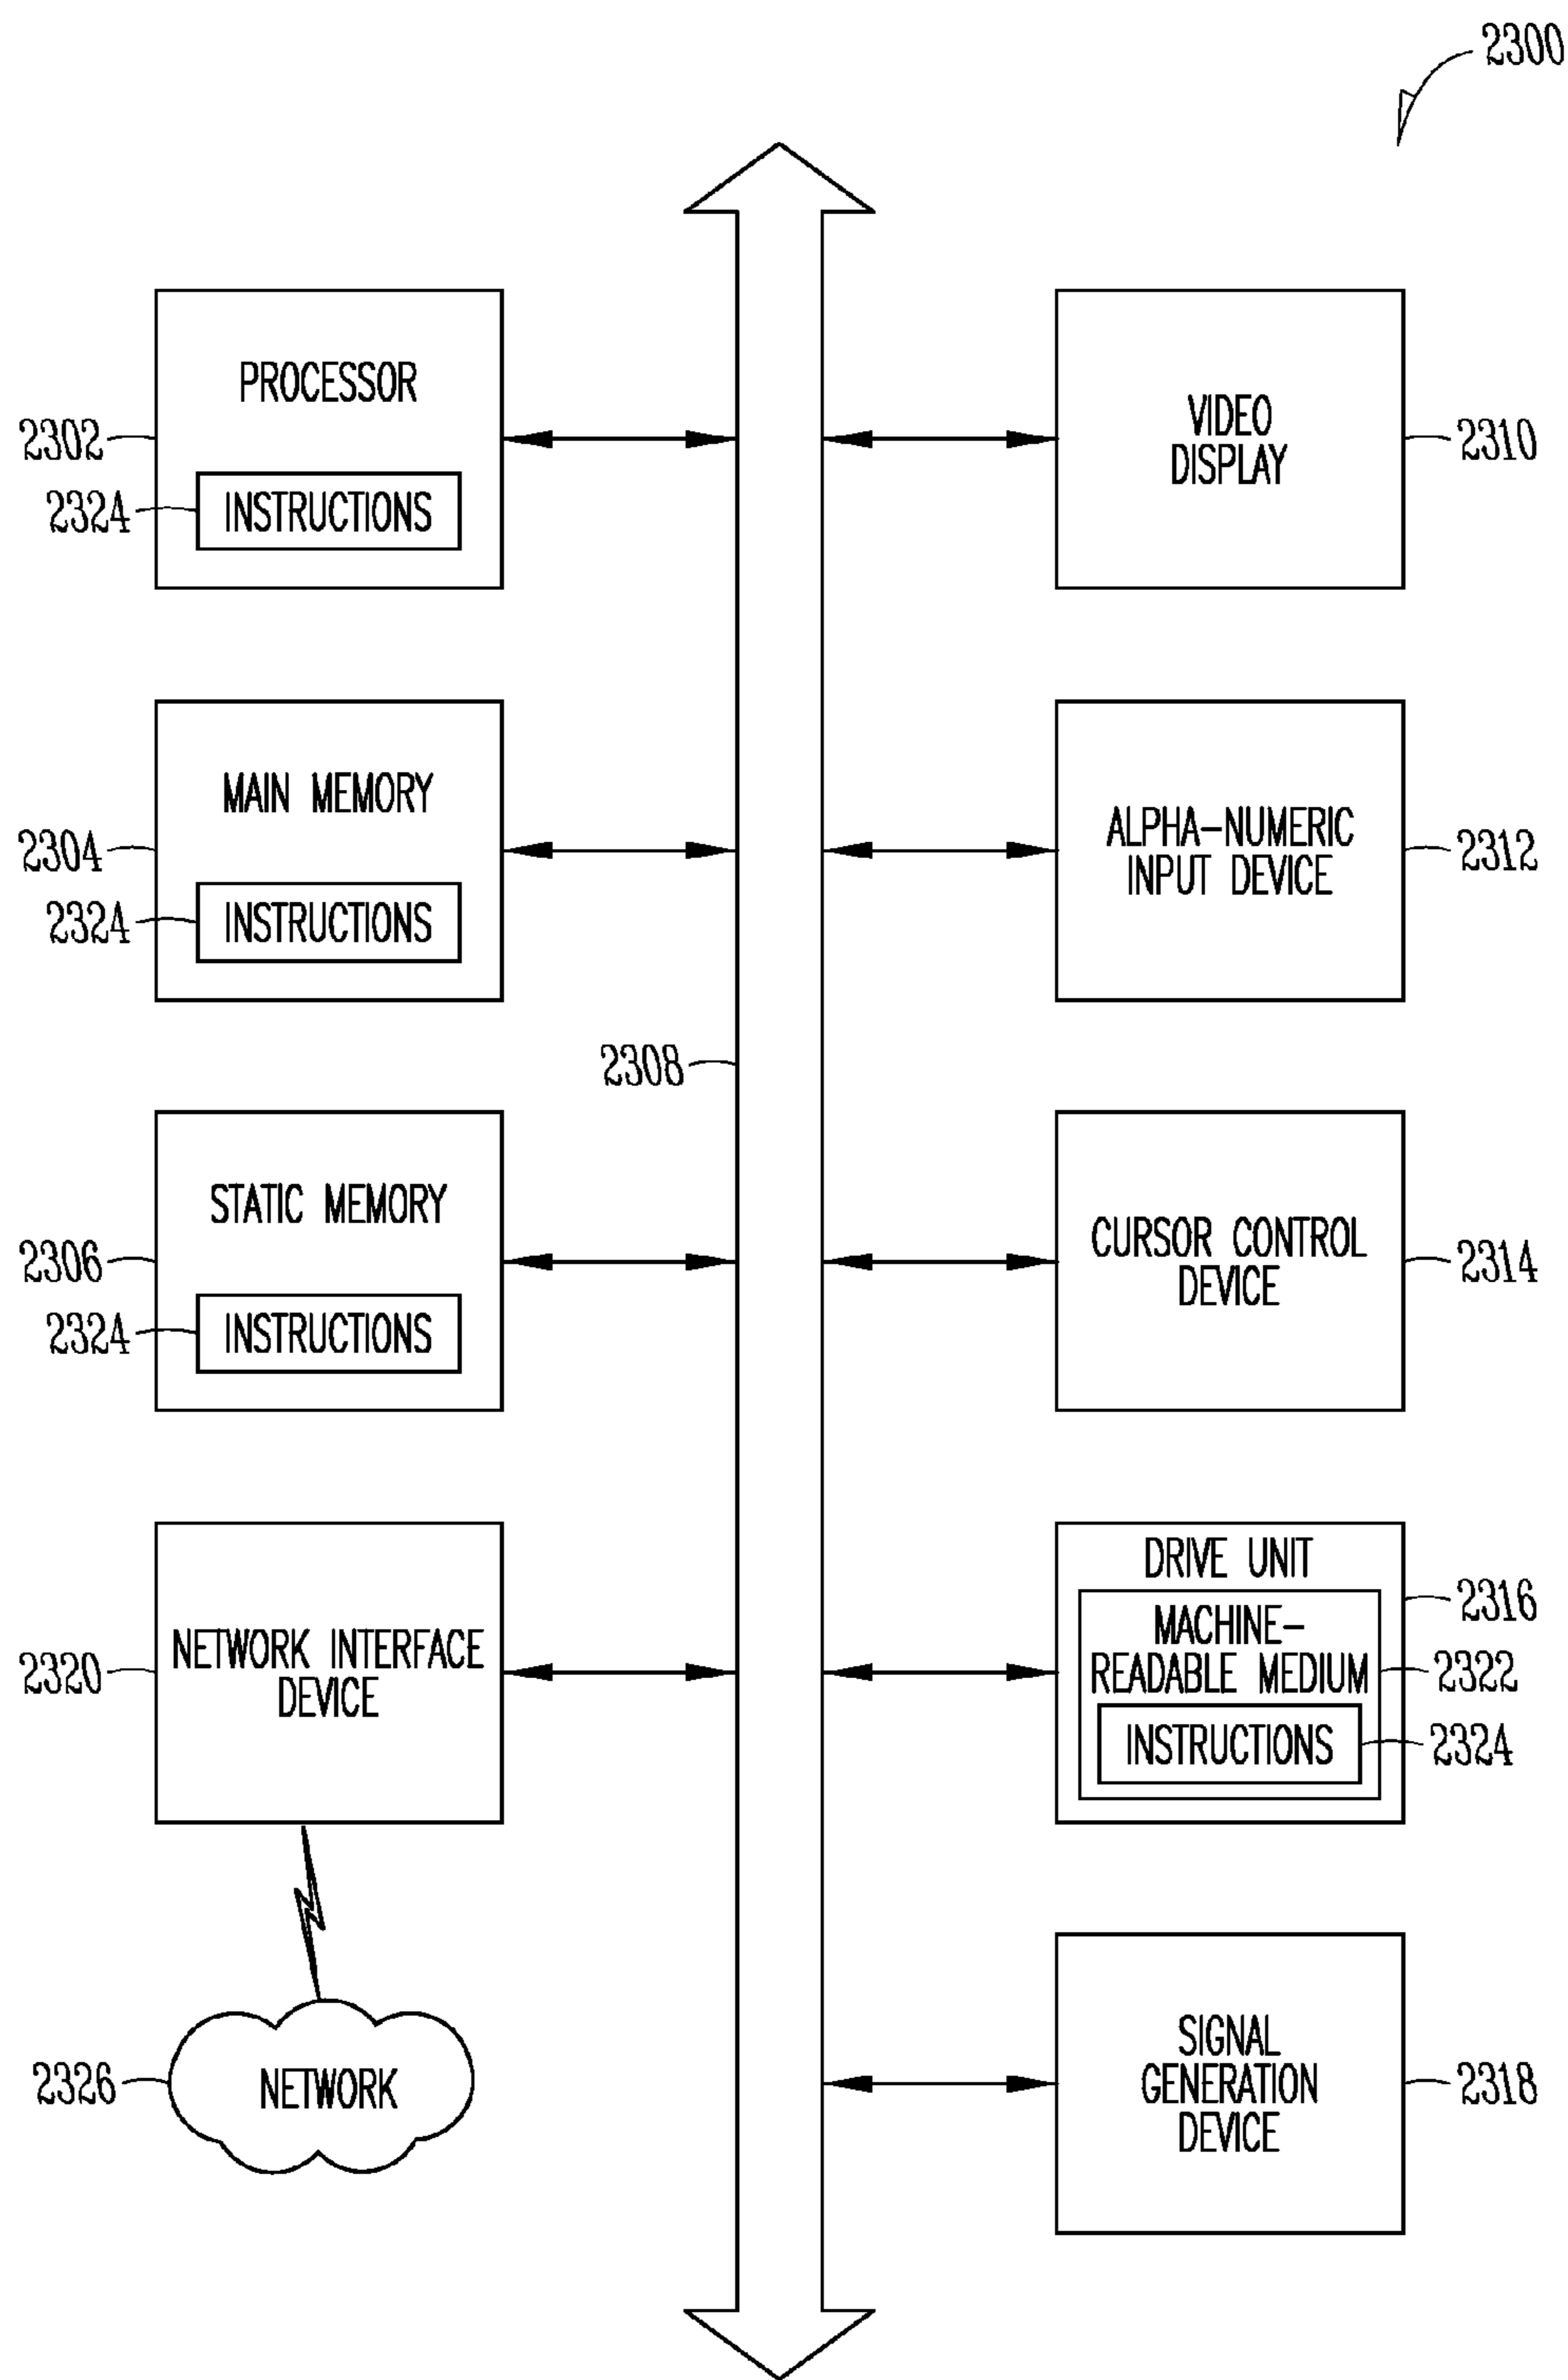 2300
PROCESSOR
2302
2324
INSTRUCTIONS
VIDEO
DISPLAY
2310
MAIN MEMORY
2304
2324
INSTRUCTIONS
ALPHA-NUMERIC
INPUT DEVICE
2312
2308
STATIC MEMORY
2306
2324
INSTRUCTIONS
CURSOR CONTROL
DEVICE
2314
NETWORK INTERFACE
DEVICE
2320
DRIVE UNIT
2316
MACHINE-
READABLE MEDIUM
2322
INSTRUCTIONS
2324
2326
NETWORK
SIGNAL
GENERATION
DEVICE
2318